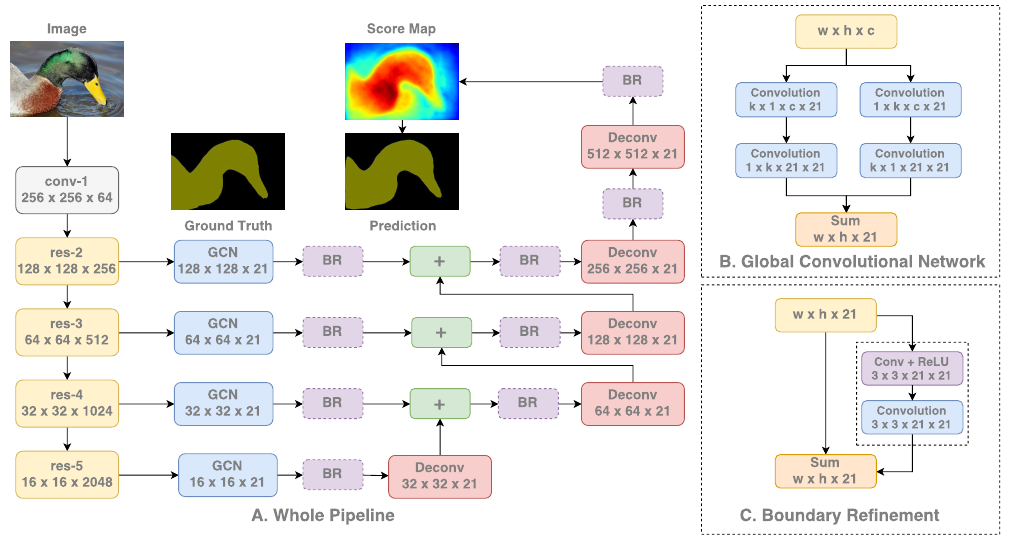 Image
Score Map
Ground Truth
Prediction
conv-1
256 x 256 x 64
res-2
128 x 128 x 256
GCN
128 x 128 x 21
BR
+
BR
Deconv
256 x 256 x 21
BR
Deconv
512 x 512 x 21
BR
res-3
64 x 64 x 512
GCN
64 x 64 x 21
BR
+
BR
Deconv
128 x 128 x 21
res-4
32 x 32 x 1024
GCN
32 x 32 x 21
BR
+
BR
Deconv
64 x 64 x 21
res-5
16 x 16 x 2048
GCN
16 x 16 x 21
BR
Deconv
32 x 32 x 21
A. Whole Pipeline
w x h x c
Convolution
k x 1 x c x 21
Convolution
1 x k x c x 21
Convolution
1 x k x 21 x 21
Convolution
k x 1 x 21 x 21
Sum
w x h x 21
B. Global Convolutional Network
w x h x 21
Conv + ReLU
3 x 3 x 21 x 21
Convolution
3 x 3 x 21 x 21
Sum
w x h x 21
C. Boundary Refinement